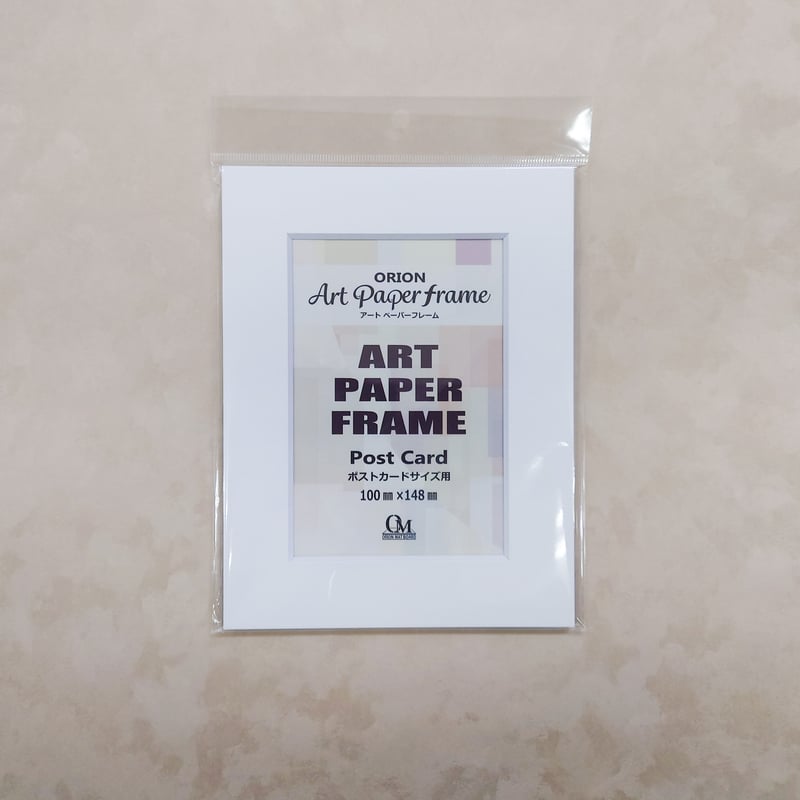 ORION
Art Paper frame
アート ペーパーフレーム
ART
PAPER
FRAME
Post Card
ポストカードサイズ用
100㎜×148㎜
OM